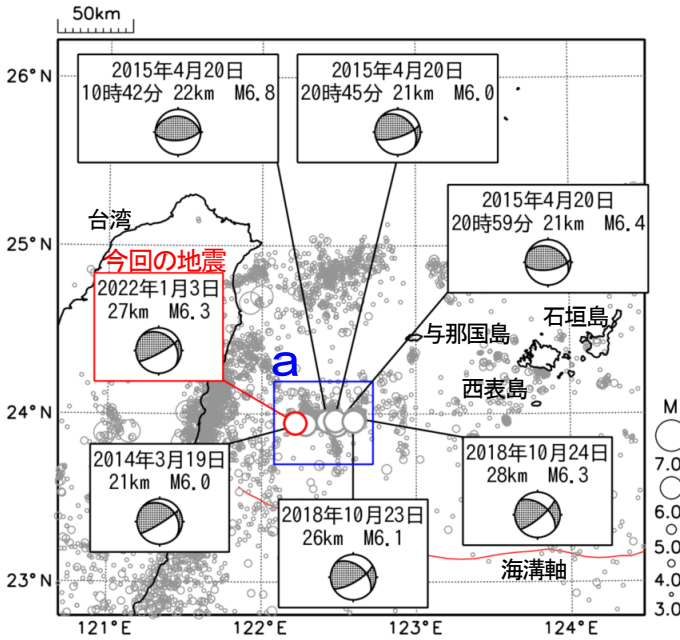 50km
26°N
2015年4月20日
10時42分 22km M6.8
2015年4月20日
20時45分 21km M6.0
2015年4月20日
20時59分 21km M6.4
台湾
25°N
今回の地震
2022年1月3日
27km M6.3
与那国島
石垣島
西表島
a
24°N
2014年3月19日
21km M6.0
2018年10月23日
26km M6.1
2018年10月24日
28km M6.3
海溝軸
23°N
121°E
122°E
123°E
124°E
M
7.0
6.0
5.0
4.0
3.0